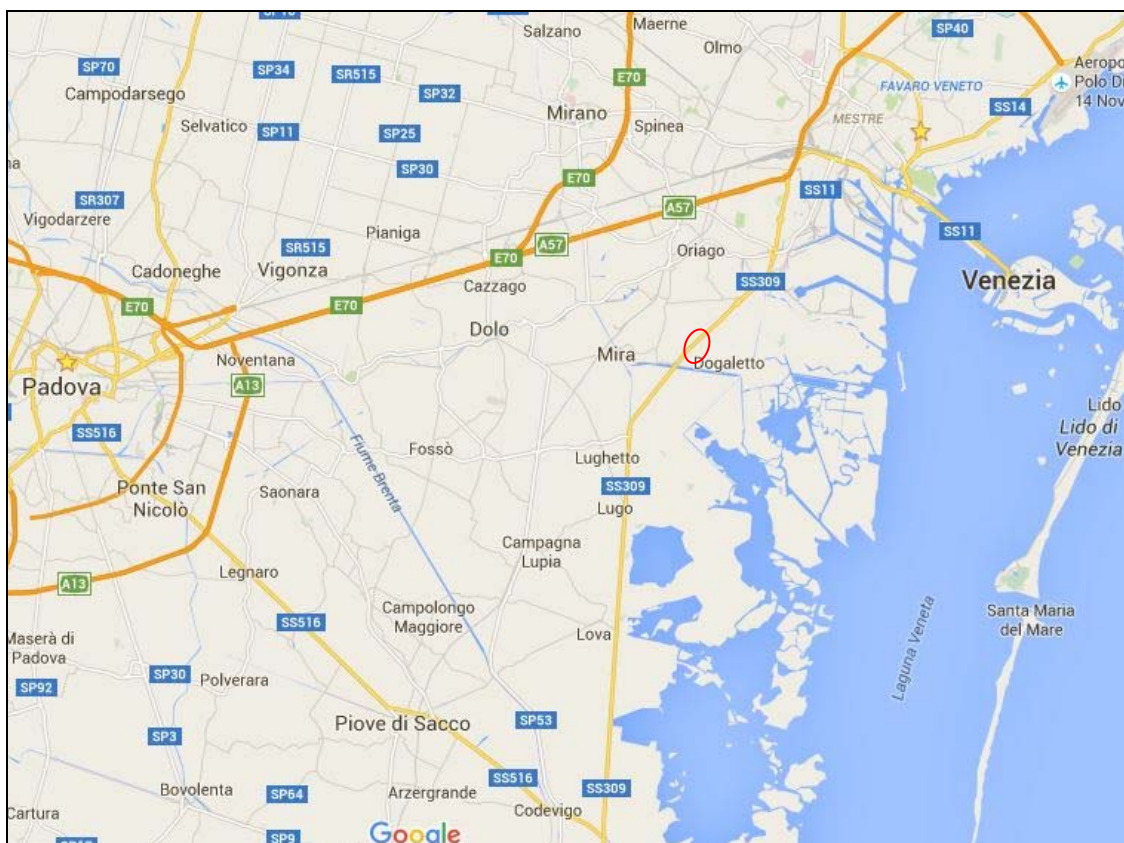 SP16
Maerne
Salzano
Olmo
SP40
SP70
SP34
SR515
E70
Aeropo
Polo Di
14 Nov
Campodarsego
SP32
FAVARO VENETO
SS14
Mirano
Selvatico
SP11
SP25
Spinea
MESTRE
SP30
E70
SS11
SR307
A57
Vigodarzere
Pianiga
SS11
SR515
A57
Oriago
Cadoneghe
Vigonza
E70
Cazzago
SS309
Venezia
E70
E70
Dolo
Mira
Noventana
Dogaletto
Padova
A13
Lido
Lido di
Venezia
SS516
Fossò
Lughetto
Fiume Brenta
Ponte San
Nicolò
Saonara
SS309
Lugo
Campagna
Lupia
Legnaro
A13
Campolongo
Maggiore
Santa Maria
del Mare
SS516
Lova
Maserà di
Padova
Laguna Veneta
SP30
Polverara
SP92
Piove di Sacco
SP53
SP3
SS516
SS309
Bovolenta
SP64
Arzergrande
Codevigo
Cartura
SP9
Google